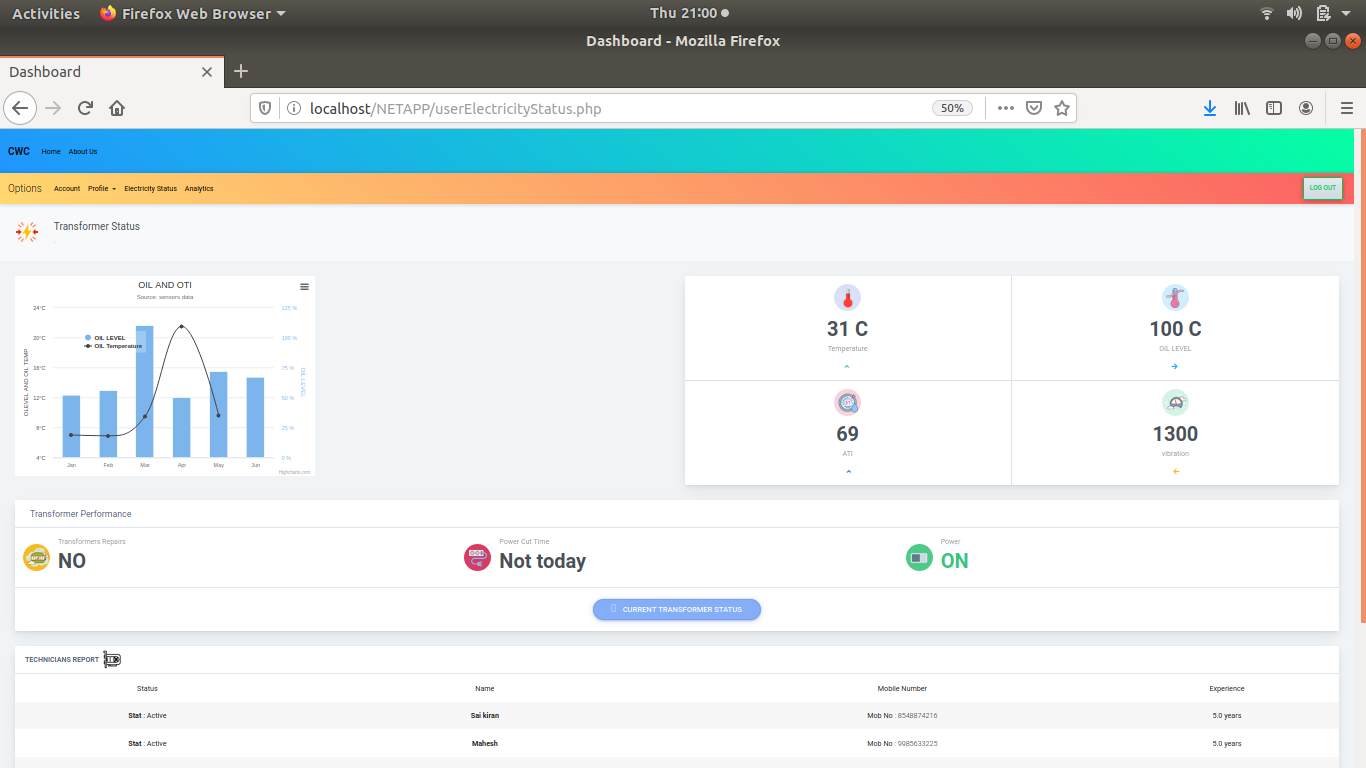 Activities Firefox Web Browser Thu 21:00
Dashboard - Mozilla Firefox
Dashboard
localhost/NETAPP/userElectricityStatus.php 50%
CWC Home About Us
Options Account Profile Electricity Status Analytics LOG OUT
Transformer Status
OIL AND OTI
Source: sensors data
OLEVEL AND OIL TEMP
24°C
20°C
16°C
12°C
8°C
4°C
OIL LEVEL
OIL Temperature
125 %
100 %
75 %
50 %
25 %
0 %
OIL LEVEL
Jan Feb Mar Apr May Jun
Highcharts.com
31 C
Temperature
100 C
OIL LEVEL
69
ATI
1300
vibration
Transformer Performance
Transformers Repairs
NO
Power Cut Time
Not today
Power
ON
CURRENT TRANSFORMER STATUS
TECHNICIANS REPORT
Status Name Mobile Number Experience
Stat : Active Sai kiran Mob No : 8548874216 5.0 years
Stat : Active Mahesh Mob No : 9985633225 5.0 years